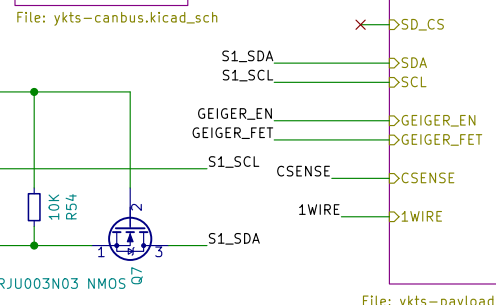 File: ykts-canbus.kicad_sch
SD_CS
S1_SDA
SDA
S1_SCL
SCL
GEIGER_EN
GEIGER_EN
GEIGER_FET
GEIGER_FET
S1_SCL
CSENSE
CSENSE
10K
R54
2
1WIRE
1WIRE
S1_SDA
1
3
Q7
RJU003N03 NMOS
File: ykts-payload